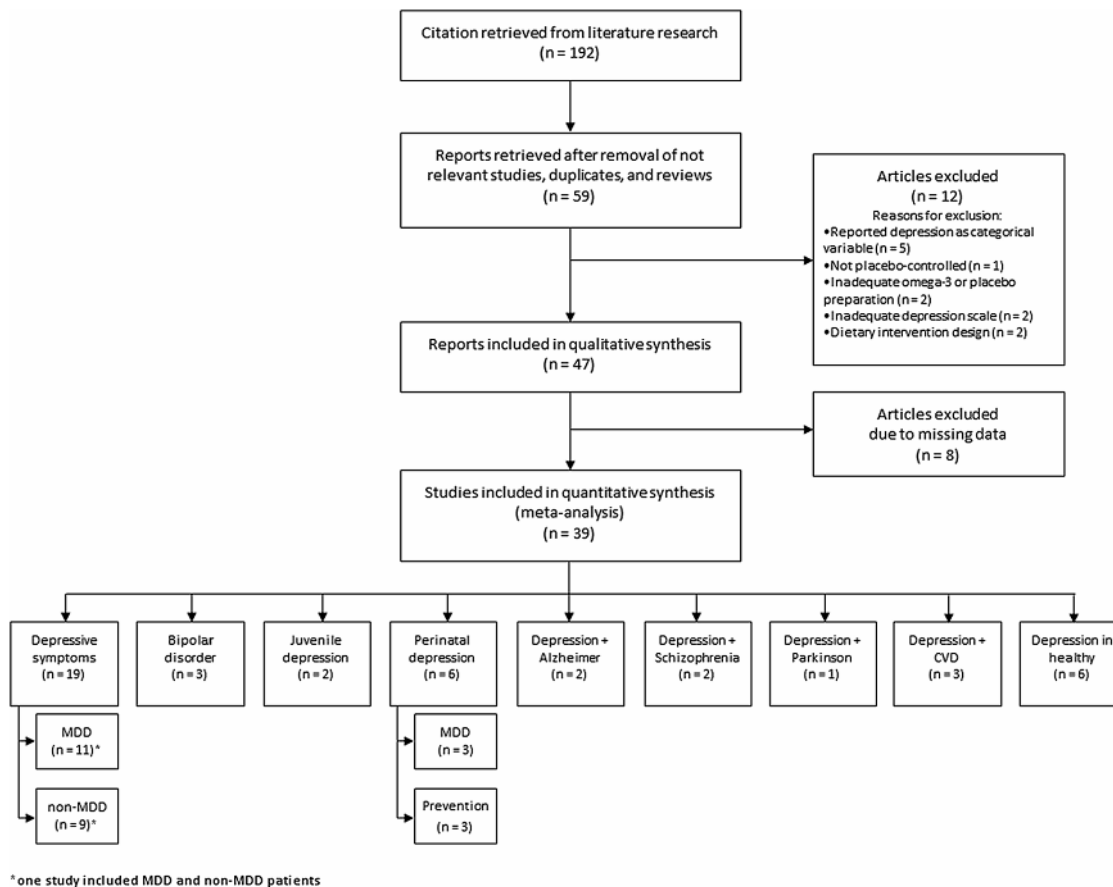 Citation retrieved from literature research
(n = 192)
Reports retrieved after removal of not
relevant studies, duplicates, and reviews
(n = 59)
Articles excluded
(n = 12)
Reasons for exclusion:
•Reported depression as categorical
variable (n = 5)
•Not placebo-controlled (n = 1)
•Inadequate omega-3 or placebo
preparation (n = 2)
•Inadequate depression scale (n = 2)
•Dietary intervention design (n = 2)
Reports included in qualitative synthesis
(n = 47)
Articles excluded
due to missing data
(n = 8)
Studies included in quantitative synthesis
(meta-analysis)
(n = 39)
Depressive
symptoms
(n = 19)
Bipolar
disorder
(n = 3)
Juvenile
depression
(n = 2)
Perinatal
depression
(n = 6)
Depression +
Alzheimer
(n = 2)
Depression +
Schizophrenia
(n = 2)
Depression +
Parkinson
(n = 1)
Depression +
CVD
(n = 3)
Depression in
healthy
(n = 6)
MDD
(n = 11)*
non-MDD
(n = 9)*
MDD
(n = 3)
Prevention
(n = 3)
*one study included MDD and non-MDD patients